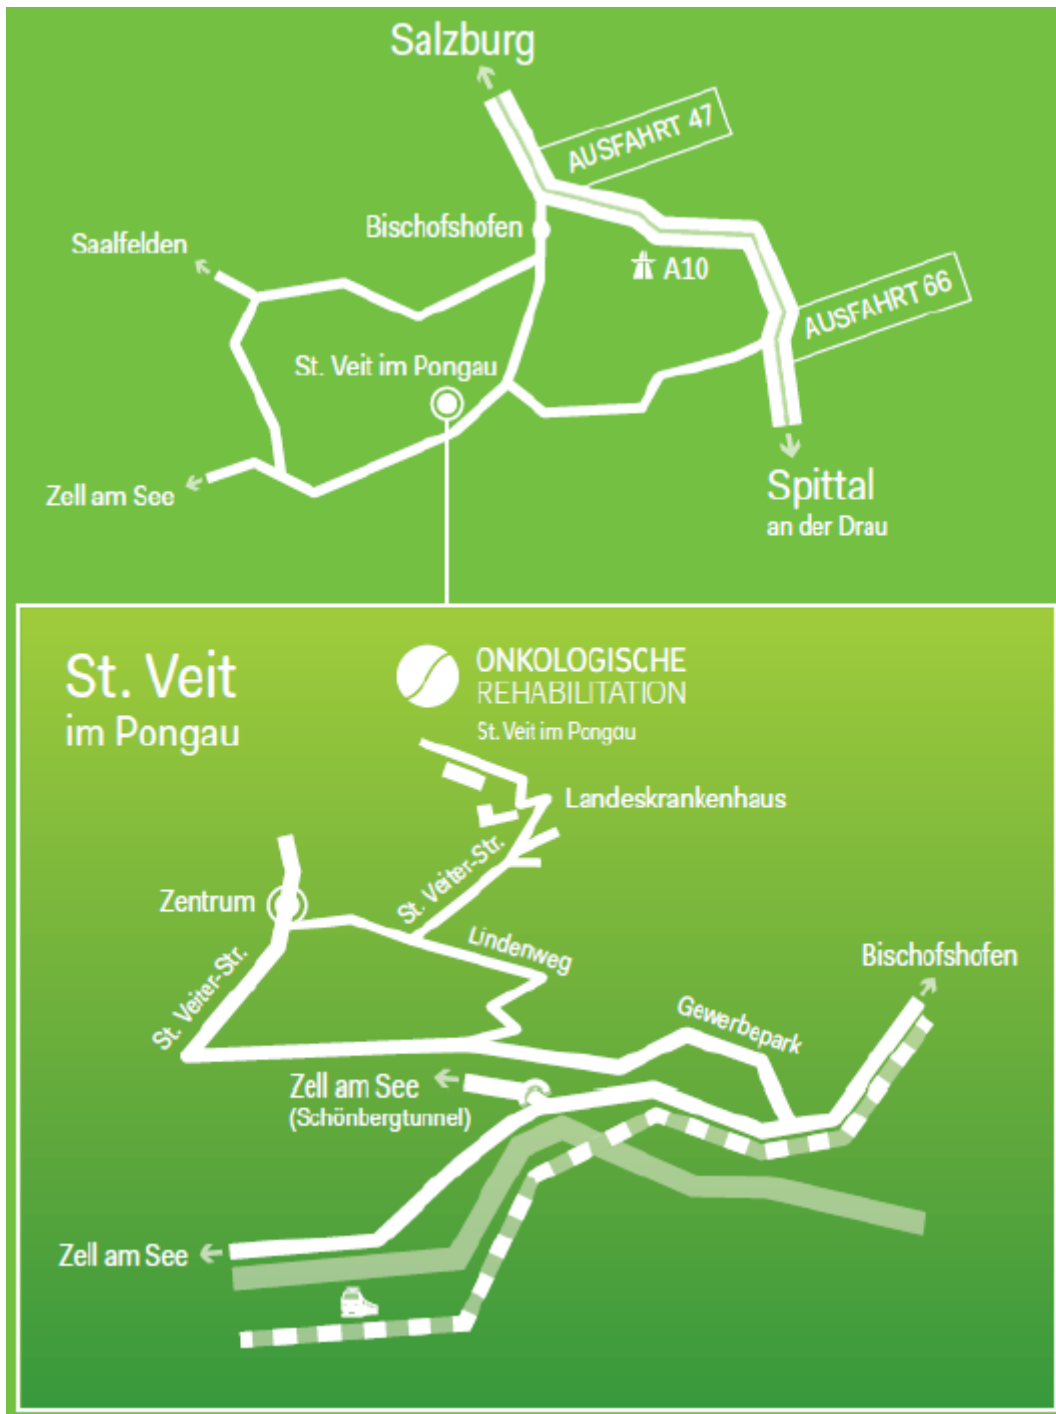 Salzburg
AUSFAHRT 47
Bischofshofen
Saalfelden
A10
AUSFAHRT 66
St. Veit im Pongau
Zell am See
Spittal
an der Drau
St. Veit
im Pongau
ONKOLOGISCHE
REHABILITATION
St. Veit im Pongau
Landeskrankenhaus
St. Veiter-Str.
Zentrum
Lindenweg
St. Veiter-Str.
Bischofshofen
Gewerbepark
Zell am See
(Schönbergtunnel)
Zell am See